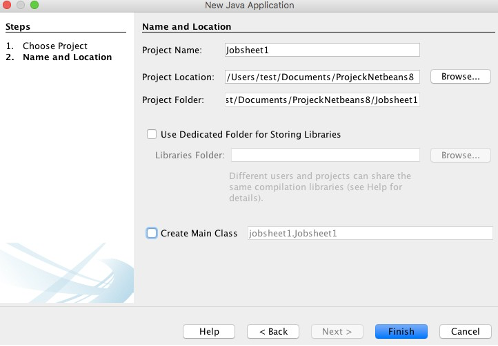 New Java Application
Steps
1. Choose Project
2. Name and Location
Name and Location
Project Name: Jobsheet1
Project Location: /Users/test/Documents/ProjeckNetbeans8 Browse...
Project Folder: st/Documents/ProjeckNetbeans8/Jobsheet1
Use Dedicated Folder for Storing Libraries
Libraries Folder: Browse...
Different users and projects can share the
same compilation libraries (see Help for
details).
Create Main Class jobsheet1.Jobsheet1
Help < Back Next > Finish Cancel